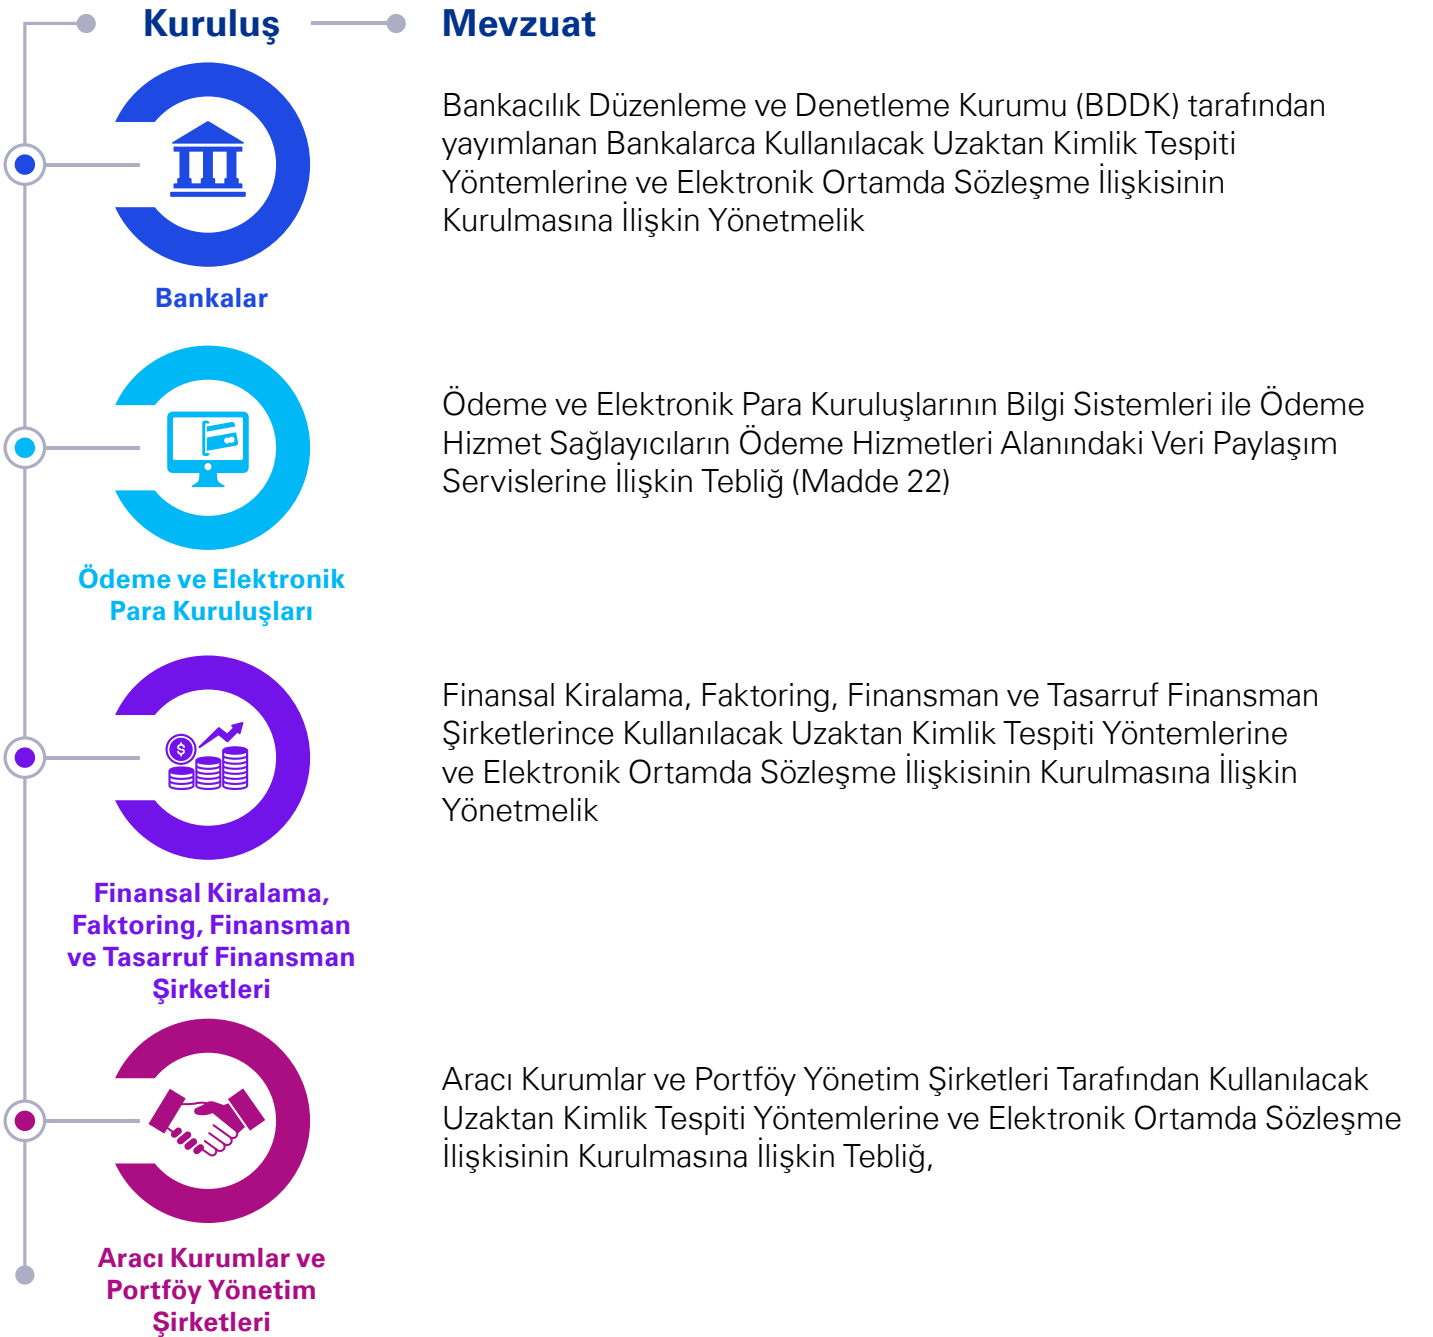 Kuruluş
Mevzuat
Bankacılık Düzenleme ve Denetleme Kurumu (BDDK) tarafından
yayımlanan Bankalarca Kullanılacak Uzaktan Kimlik Tespiti
Yöntemlerine ve Elektronik Ortamda Sözleşme İlişkisinin
Kurulmasına İlişkin Yönetmelik
Bankalar
Ödeme ve Elektronik Para Kuruluşlarının Bilgi Sistemleri ile Ödeme
Hizmet Sağlayıcıların Ödeme Hizmetleri Alanındaki Veri Paylaşım
Servislerine İlişkin Tebliğ (Madde 22)
Ödeme ve Elektronik
Para Kuruluşları
Finansal Kiralama, Faktoring, Finansman ve Tasarruf Finansman
Şirketlerince Kullanılacak Uzaktan Kimlik Tespiti Yöntemlerine
ve Elektronik Ortamda Sözleşme İlişkisinin Kurulmasına İlişkin
Yönetmelik
$
Finansal Kiralama,
Faktoring, Finansman
ve Tasarruf Finansman
Şirketleri
Aracı Kurumlar ve Portföy Yönetim Şirketleri Tarafından Kullanılacak
Uzaktan Kimlik Tespiti Yöntemlerine ve Elektronik Ortamda Sözleşme
İlişkisinin Kurulmasına İlişkin Tebliğ,
Aracı Kurumlar ve
Portföy Yönetim
Şirketleri